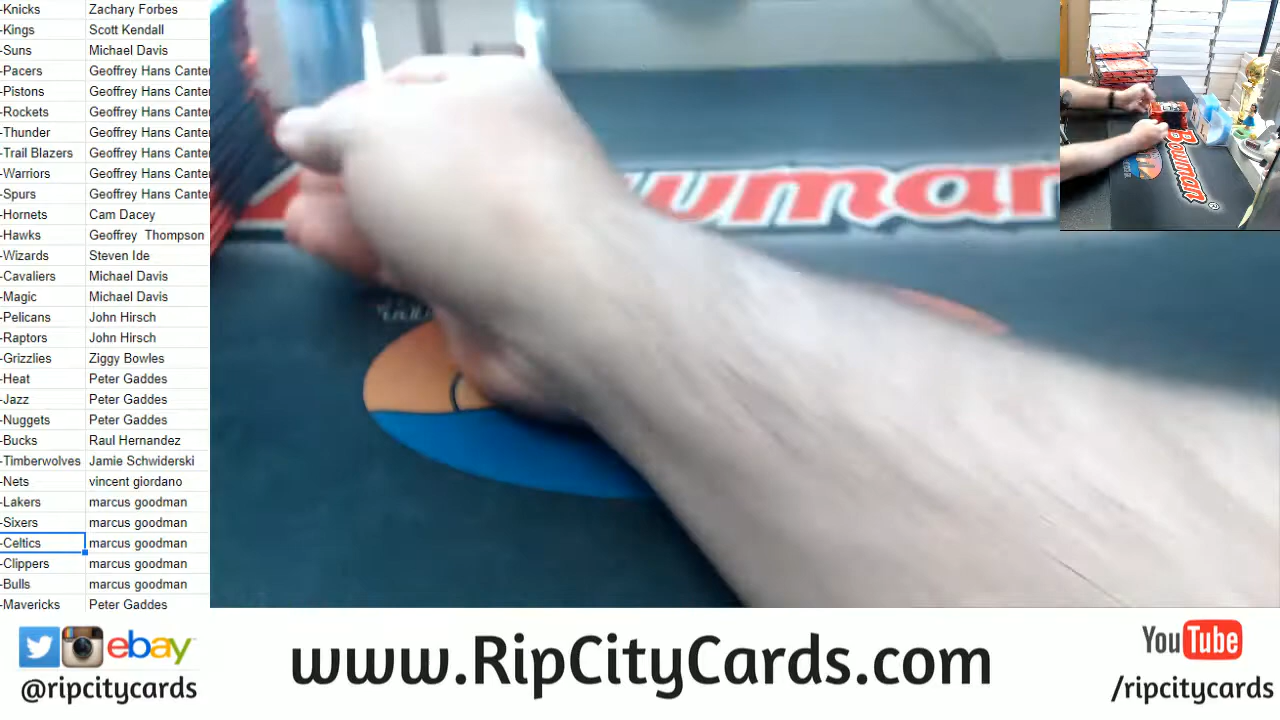 -Knicks Zachary Forbes
-Kings Scott Kendall
-Suns Michael Davis
-Pacers Geoffrey Hans Canter
-Pistons Geoffrey Hans Canter
-Rockets Geoffrey Hans Canter
-Thunder Geoffrey Hans Canter
-Trail Blazers Geoffrey Hans Canter
-Warriors Geoffrey Hans Canter
-Spurs Geoffrey Hans Canter
-Hornets Cam Dacey
-Hawks Geoffrey Thompson
-Wizards Steven Ide
-Cavaliers Michael Davis
-Magic Michael Davis
-Pelicans John Hirsch
-Raptors John Hirsch
-Grizzlies Ziggy Bowles
-Heat Peter Gaddes
-Jazz Peter Gaddes
-Nuggets Peter Gaddes
-Bucks Raul Hernandez
-Timberwolves Jamie Schwiderski
-Nets vincent giordano
-Lakers marcus goodman
-Sixers marcus goodman
-Celtics marcus goodman
-Clippers marcus goodman
-Bulls marcus goodman
-Mavericks Peter Gaddes
owman
Bowman ®
ebay
@ripcitycards
www.RipCityCards.com
YouTube
/ripcitycards